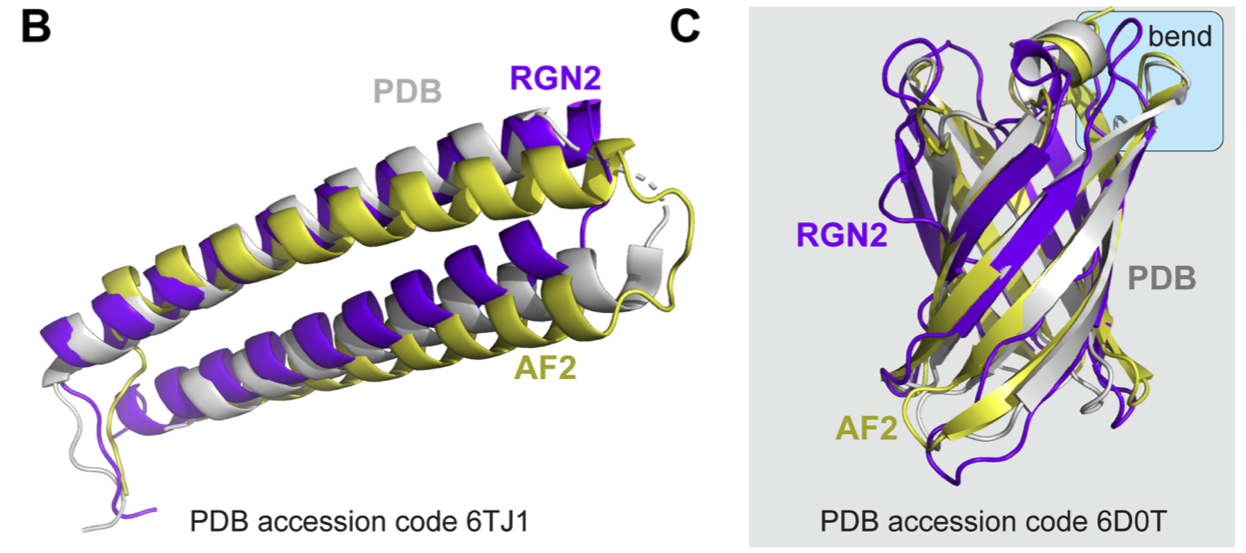 B
PDB
RGN2
AF2
PDB accession code 6TJ1
C
bend
RGN2
PDB
AF2
PDB accession code 6D0T